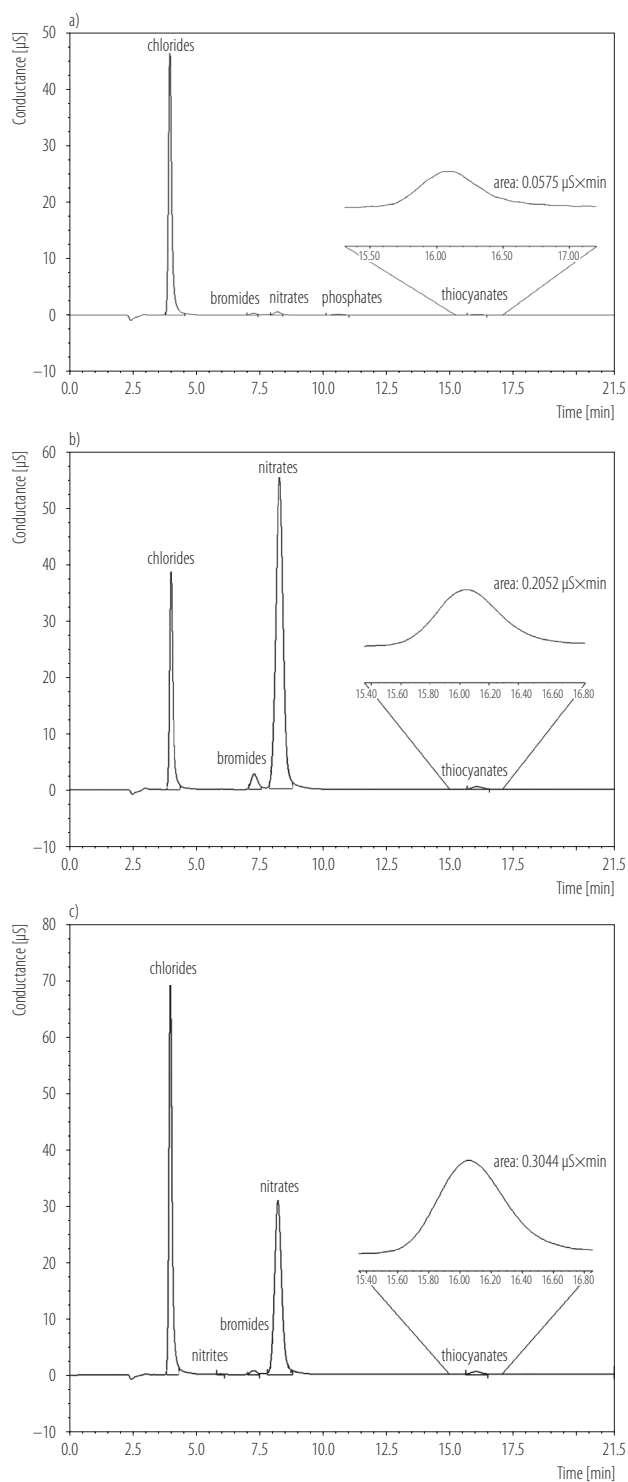 a)
Conductance [µS]
50
40
30
20
10
0
−10
chlorides
bromides
nitrates
phosphates
thiocyanates
area: 0.0575 µS×min
15.50 16.00 16.50 17.00
0.0 2.5 5.0 7.5 10.0 12.5 15.0 17.5 21.5
Time [min]
b)
Conductance [µS]
60
50
40
30
20
10
0
−10
chlorides
bromides
nitrates
thiocyanates
area: 0.2052 µS×min
15.40 15.60 15.80 16.00 16.20 16.40 16.60 16.80
0.0 2.5 5.0 7.5 10.0 12.5 15.0 17.5 21.5
Time [min]
c)
Conductance [µS]
80
70
60
50
40
30
20
10
0
−10
chlorides
nitrites
bromides
nitrates
thiocyanates
area: 0.3044 µS×min
15.40 15.60 15.80 16.00 16.20 16.40 16.60 16.80
0.0 2.5 5.0 7.5 10.0 12.5 15.0 17.5 21.5
Time [min]